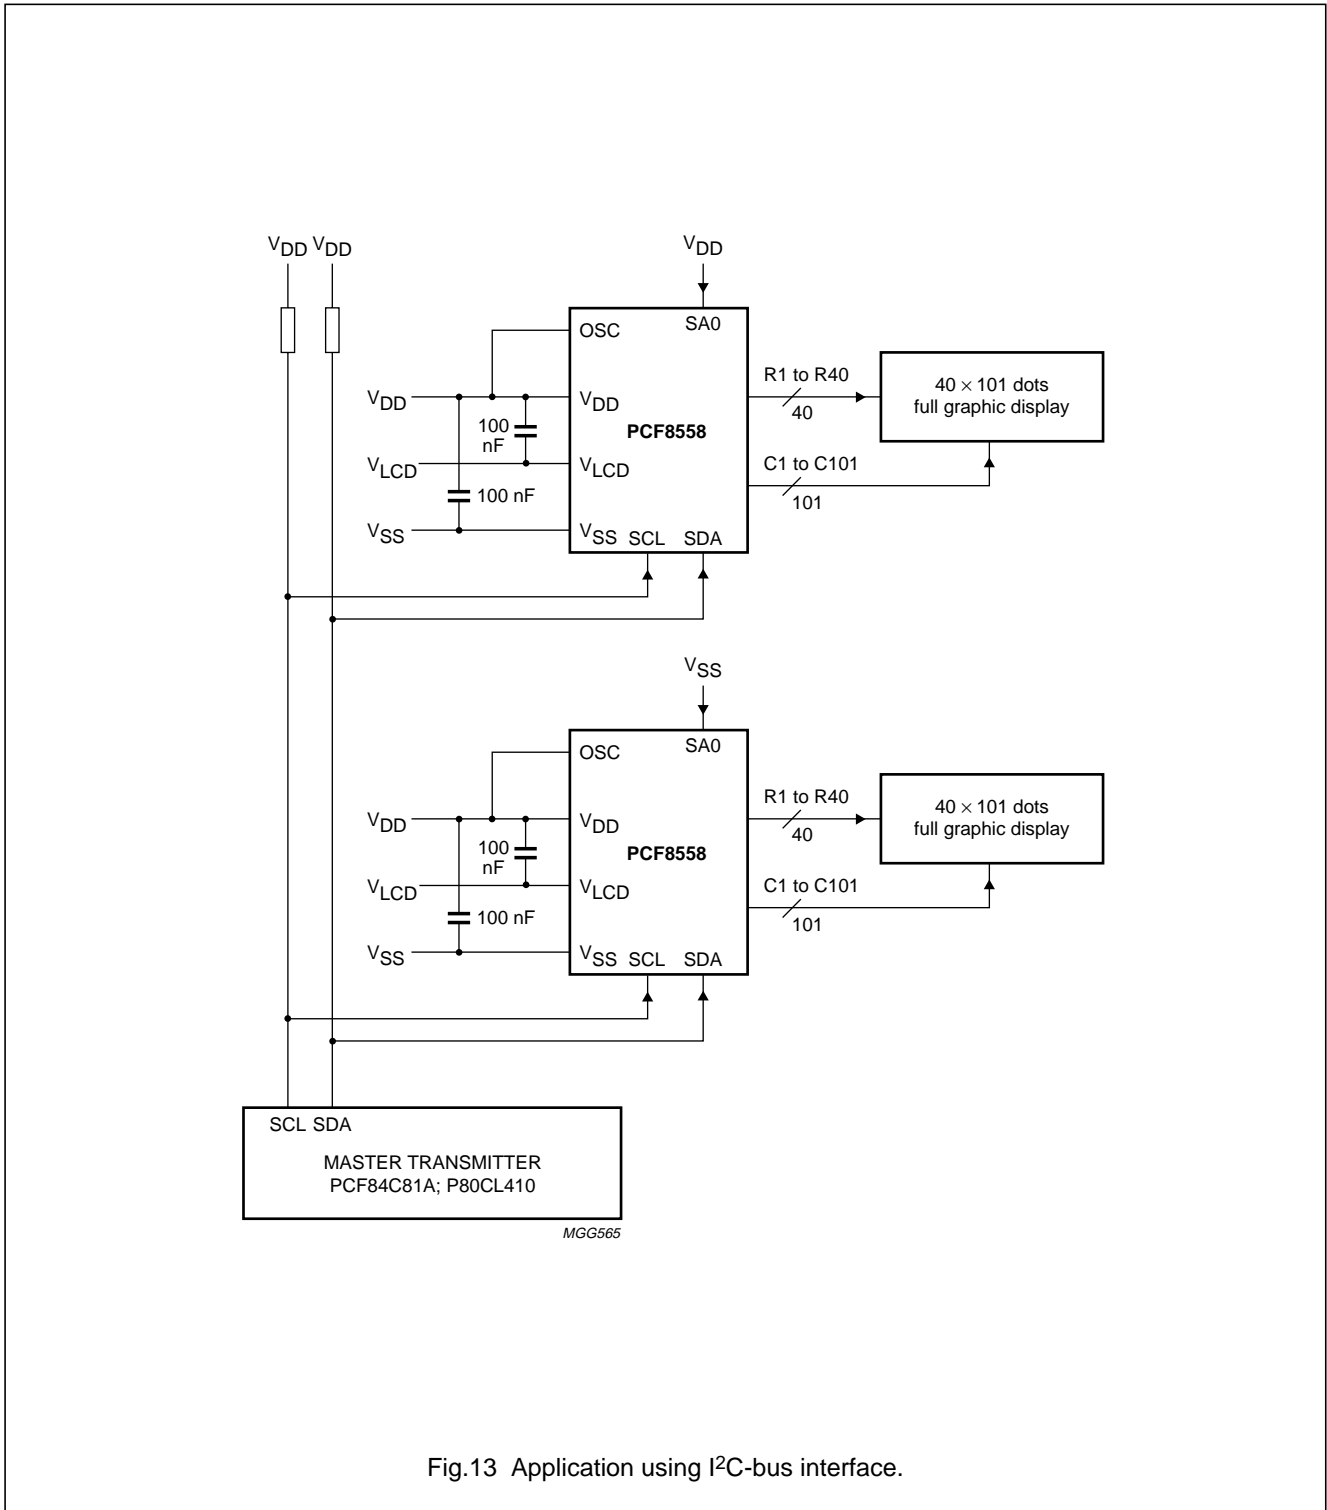 VDD VDD
VDD
SA0
OSC
R1 to R40
40
40 × 101 dots
full graphic display
VDD
VDD
100
nF
PCF8558
VLCD
VLCD
C1 to C101
101
100 nF
VSS
VSS SCL SDA
VSS
SA0
OSC
R1 to R40
40
40 × 101 dots
full graphic display
VDD
VDD
100
nF
PCF8558
VLCD
VLCD
C1 to C101
101
100 nF
VSS
VSS SCL SDA
SCL SDA
MASTER TRANSMITTER
PCF84C81A; P80CL410
MGG565
Fig.13 Application using I²C-bus interface.